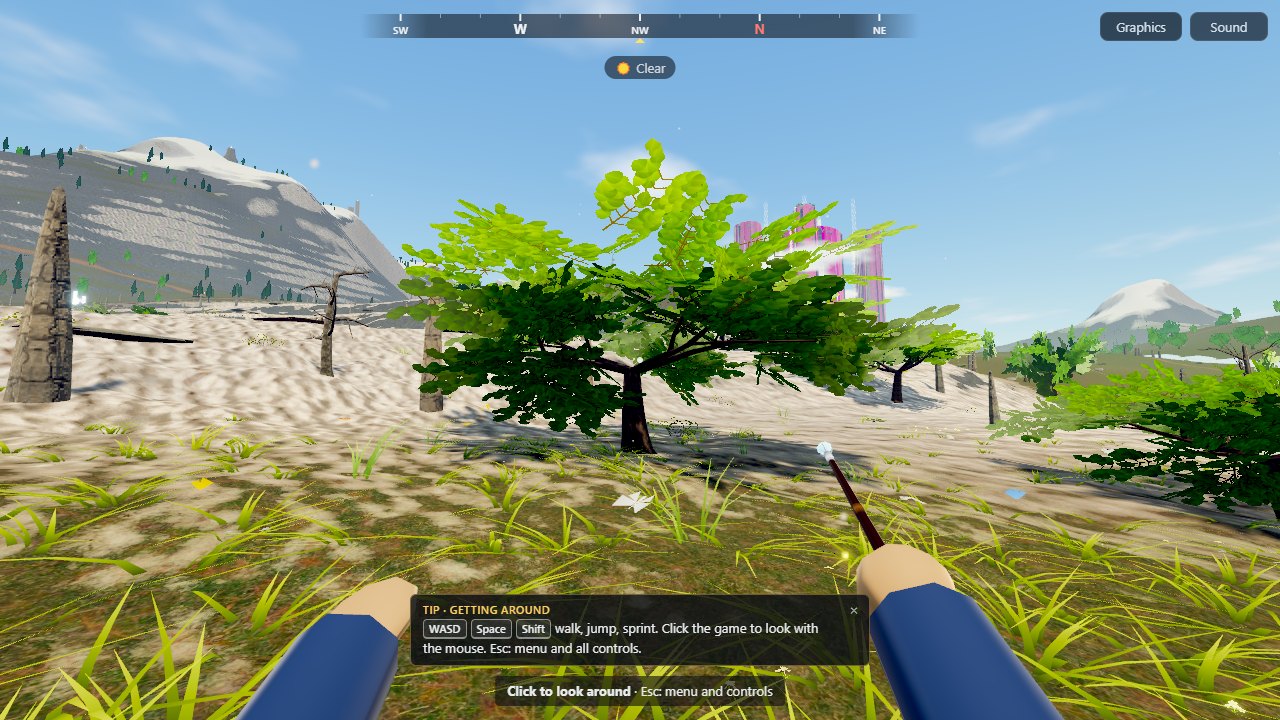 SW W NW N NE
Graphics
Sound
Clear
TIP · GETTING AROUND ×
WASD Space Shift walk, jump, sprint. Click the game to look with
the mouse. Esc: menu and all controls.
Click to look around · Esc: menu and controls